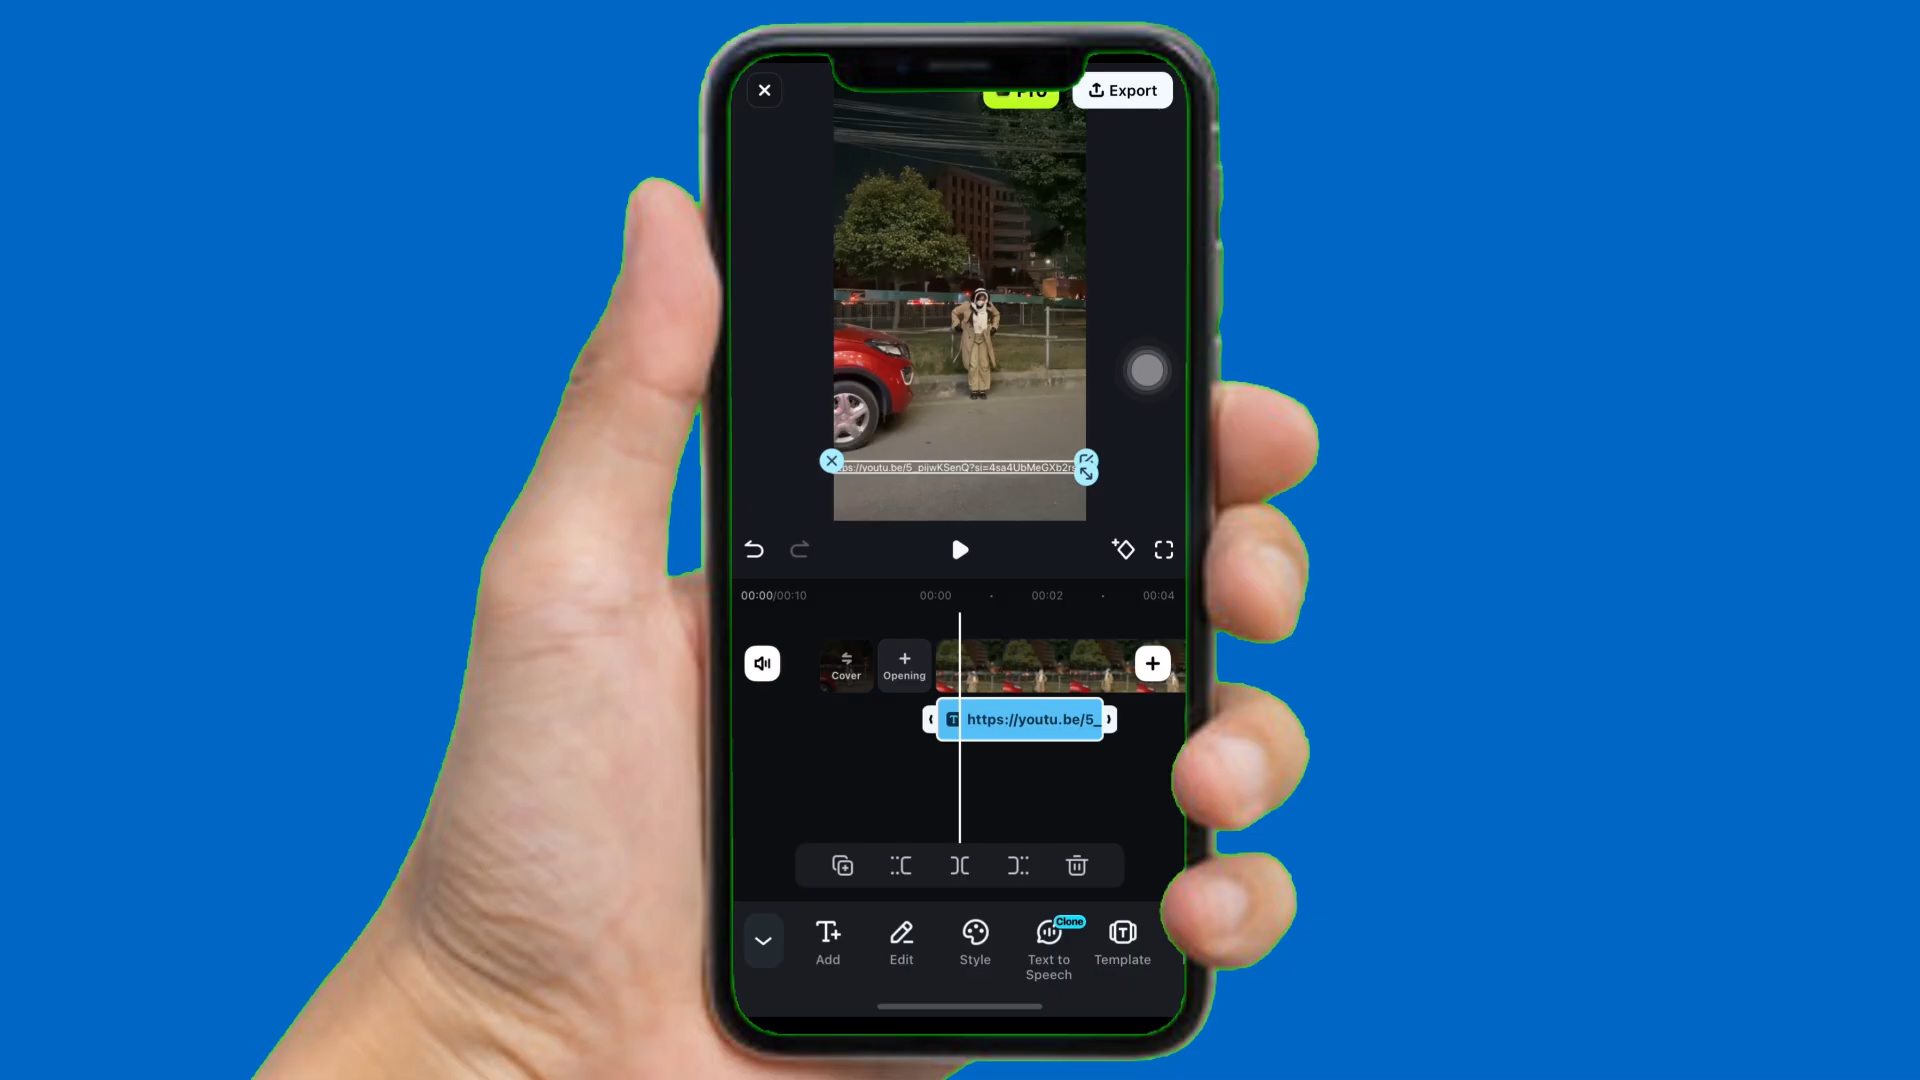 Pro
Export
ps://youtu.be/5_pijwKSenQ?si=4sa4UbMeGXb2r
00:00/00:10
00:00
00:02
00:04
Cover
Opening
https://youtu.be/5_
Clone
Add
Edit
Style
Text to
Speech
Template